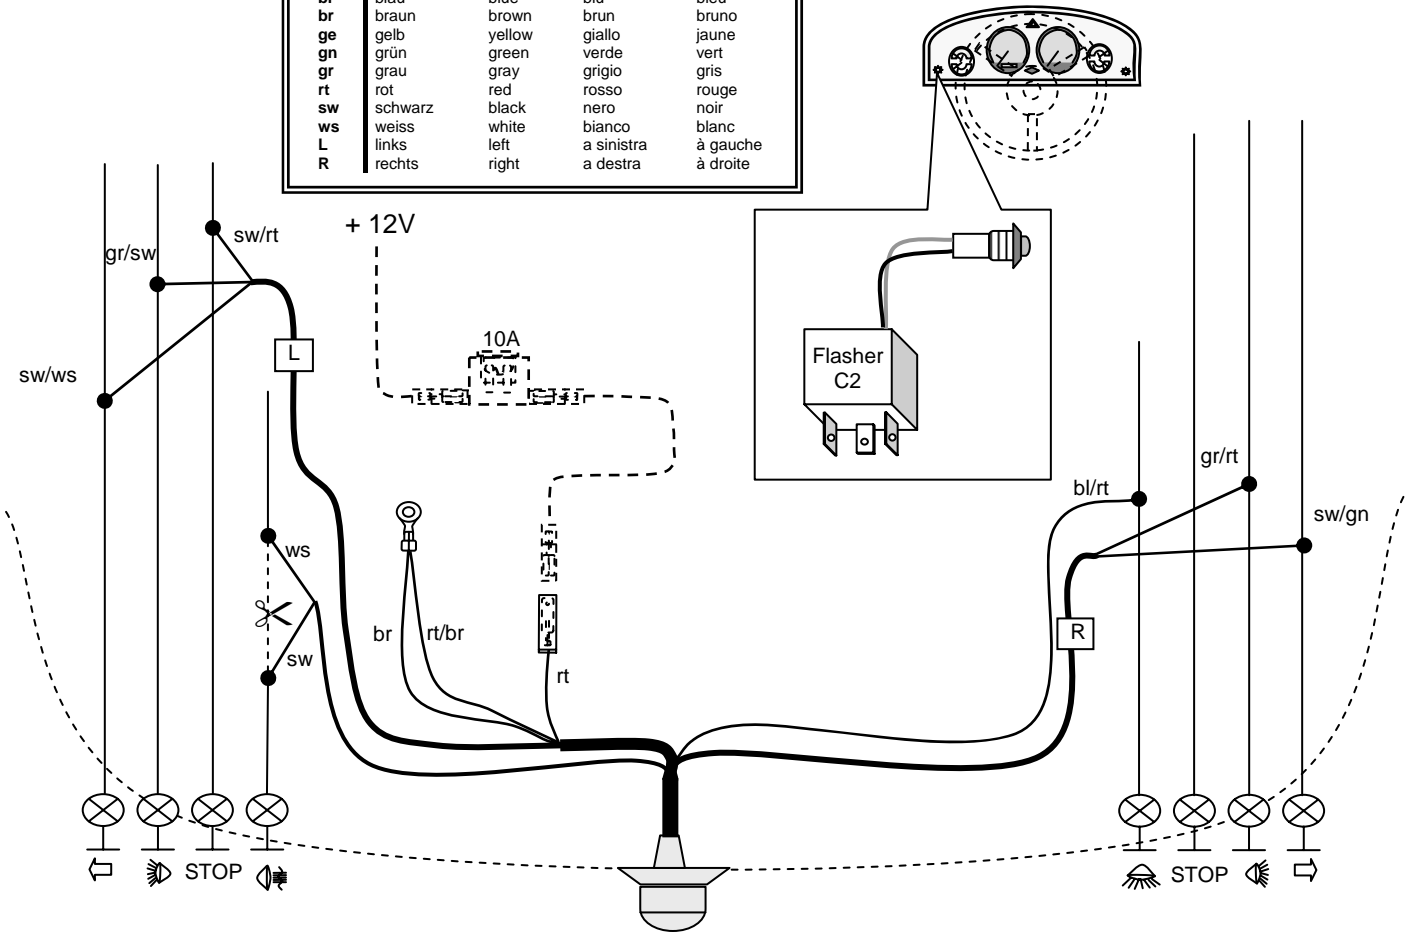 br braun brown brun bruno
ge gelb yellow giallo jaune
gn grün green verde vert
gr grau gray grigio gris
rt rot red rosso rouge
sw schwarz black nero noir
ws weiss white bianco blanc
L links left a sinistra à gauche
R rechts right a destra à droite
+ 12V
sw/rt
gr/sw
10A
L
sw/ws
Flasher
C2
gr/rt
bl/rt
sw/gn
ws
br
rt/br
R
sw
rt
STOP
STOP